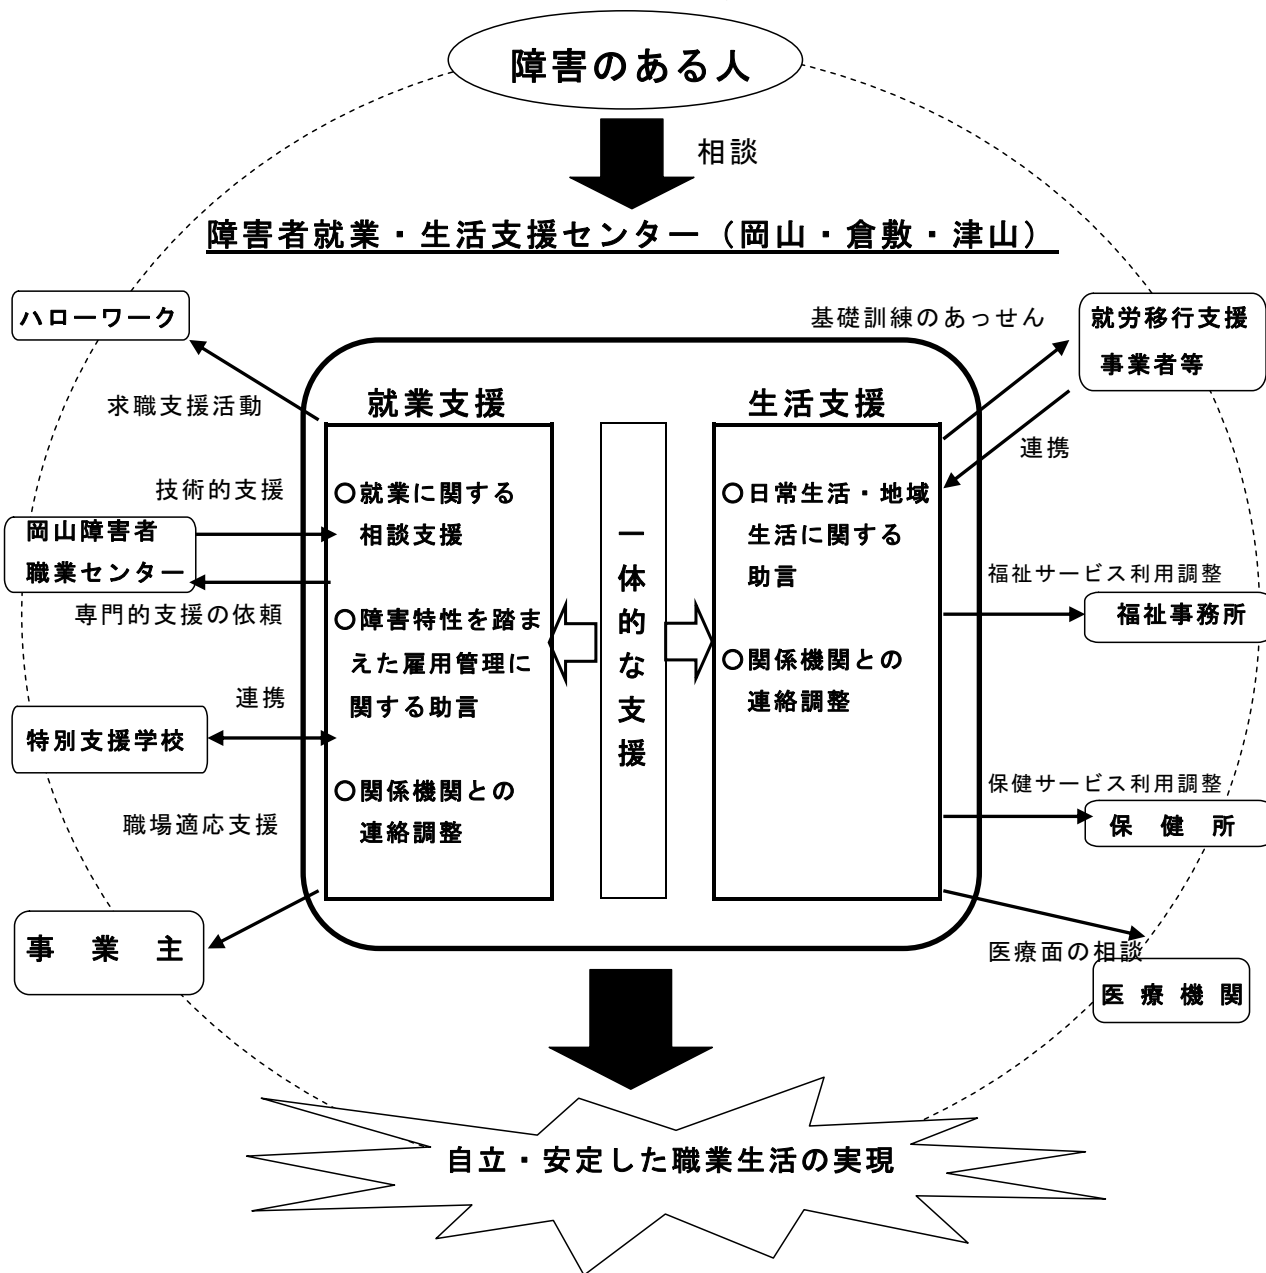 障害のある人
相談
障害者就業・生活支援センター（岡山・倉敷・津山）
ハローワーク
求職支援活動
技術的支援
岡山障害者
職業センター
専門的支援の依頼
連携
特別支援学校
職場適応支援
事業主
就業支援
○就業に関する
相談支援
○障害特性を踏ま
えた雇用管理に
関する助言
○関係機関との
連絡調整
一体的な支援
生活支援
○日常生活・地域
生活に関する
助言
○関係機関との
連絡調整
基礎訓練のあっせん
就労移行支援
事業者等
連携
福祉サービス利用調整
福祉事務所
保健サービス利用調整
保健所
医療面の相談
医療機関
自立・安定した職業生活の実現